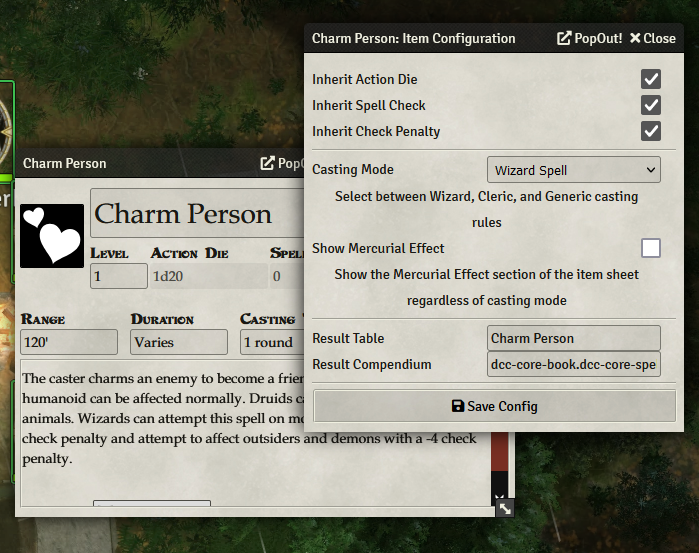 Charm Person: Item Configuration PopOut! Close
Inherit Action Die
Inherit Spell Check
Inherit Check Penalty
Casting Mode Wizard Spell
Select between Wizard, Cleric, and Generic casting
rules
Show Mercurial Effect
Show the Mercurial Effect section of the item sheet
regardless of casting mode
Result Table Charm Person
Result Compendium dcc-core-book.dcc-core-spe
Save Config
Charm Person
Charm Person
Level Action Die
1 1d20 0
Range Duration Casting
120' Varies 1 round
The caster charms an enemy to become a
humanoid can be affected normally. Druids
animals. Wizards can attempt this spell on
check penalty and attempt to affect outsiders and demons with a -4 check
penalty.